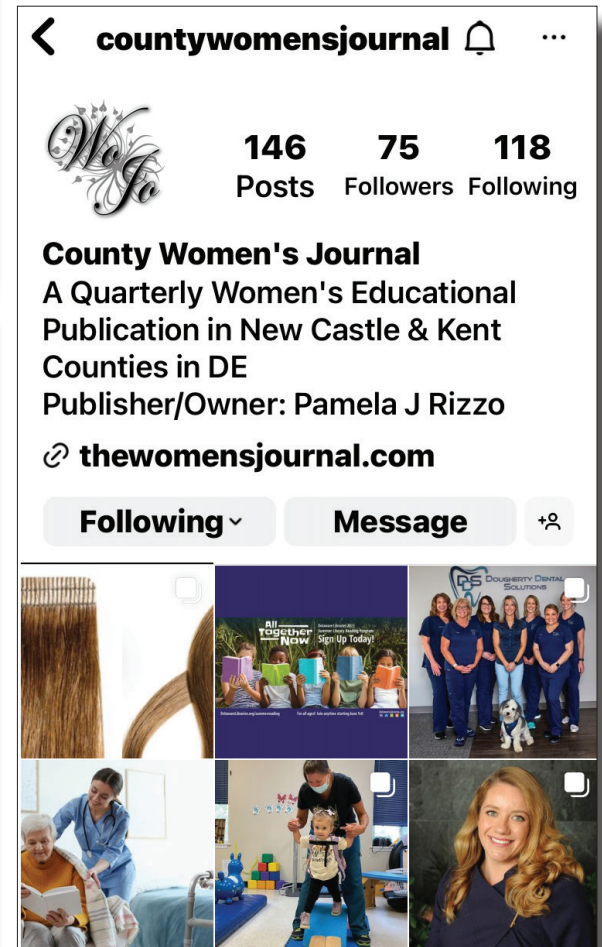 countywomensjournal
WoJo
146 75 118
Posts Followers Following
County Women's Journal
A Quarterly Women's Educational
Publication in New Castle & Kent
Counties in DE
Publisher/Owner: Pamela J Rizzo
thewomensjournal.com
Following Message
All
Together
Now
Sign Up Today!
DDS DOUGHERTY DENTAL
SOLUTIONS